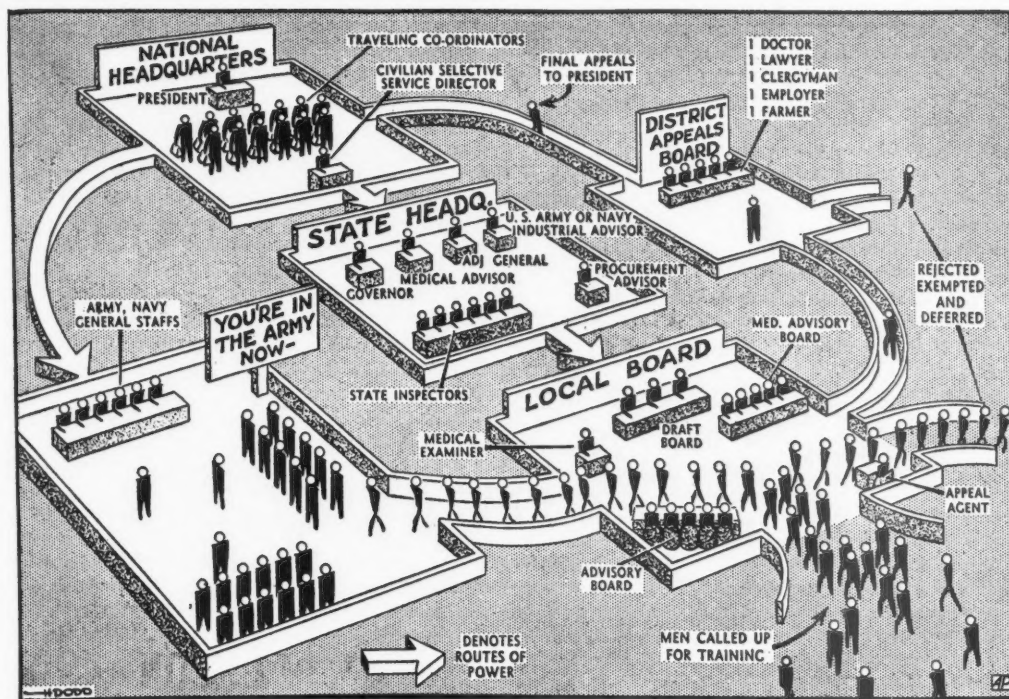 NATIONAL
HEADQUARTERS
PRESIDENT
TRAVELING CO-ORDINATORS
CIVILIAN SELECTIVE
SERVICE DIRECTOR
FINAL APPEALS
TO PRESIDENT
1 DOCTOR
1 LAWYER
1 CLERGYMAN
1 EMPLOYER
1 FARMER
DISTRICT
APPEALS
BOARD
STATE HEADQ.
U.S. ARMY OR NAVY
INDUSTRIAL ADVISOR
ADJ GENERAL
MEDICAL ADVISOR
GOVERNOR
PROCUREMENT
ADVISOR
STATE INSPECTORS
REJECTED
EXEMPTED
AND
DEFERRED
ARMY, NAVY
GENERAL STAFFS
YOU'RE IN
THE ARMY
NOW—
LOCAL BOARD
MED. ADVISORY
BOARD
DRAFT
BOARD
MEDICAL
EXAMINER
APPEAL
AGENT
ADVISORY
BOARD
MEN CALLED UP
FOR TRAINING
DENOTES
ROUTES OF
POWER
HDODD
AP